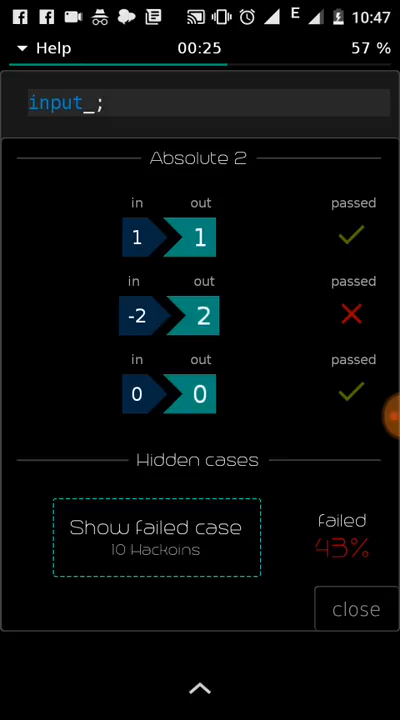 E 10:47
Help 00:25 57 %
input_;
Absolute 2
in out passed
1 1
in out passed
-2 2
in out passed
0 0
Hidden cases
Show failed case
10 Hackoins
failed
43%
close